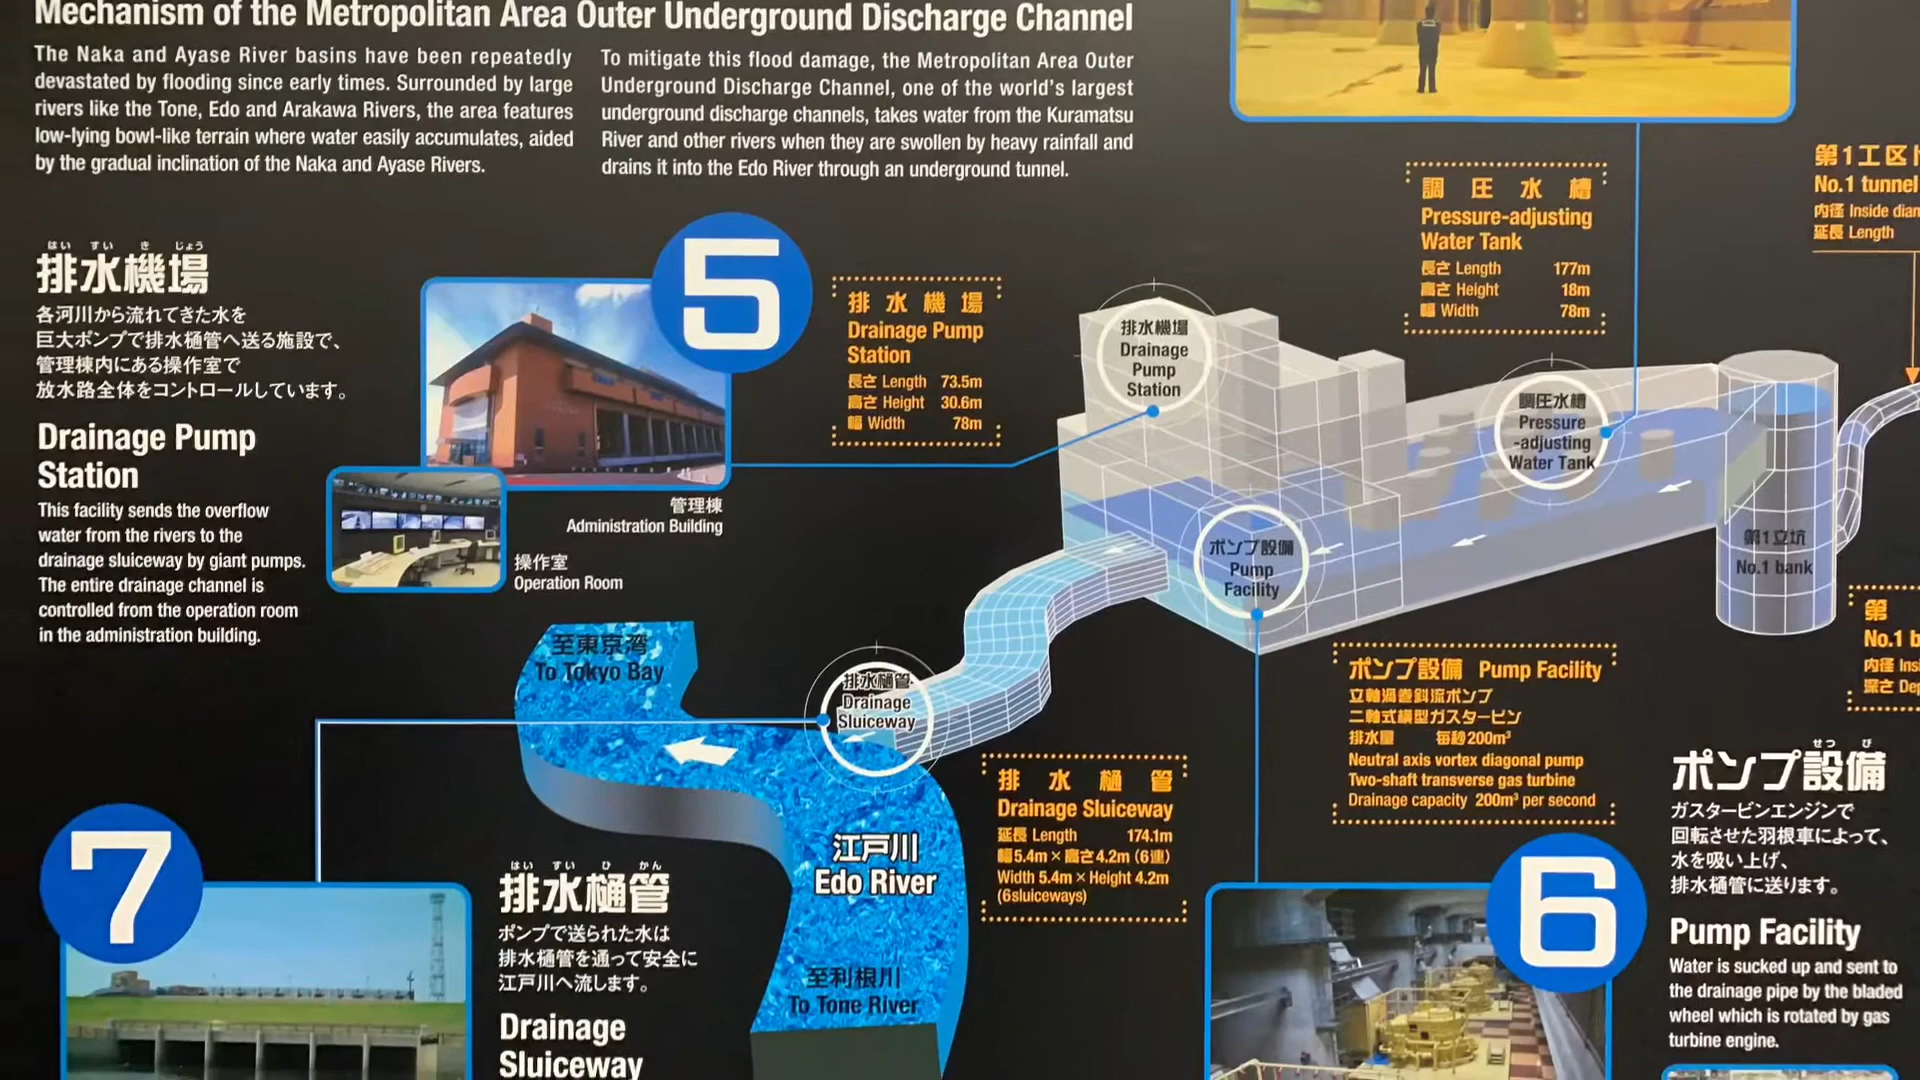 Mechanism of the Metropolitan Area Outer Underground Discharge Channel
The Naka and Ayase River basins have been repeatedly
devastated by flooding since early times. Surrounded by large
rivers like the Tone, Edo and Arakawa Rivers, the area features
low-lying bowl-like terrain where water easily accumulates, aided
by the gradual inclination of the Naka and Ayase Rivers.
To mitigate this flood damage, the Metropolitan Area Outer
Underground Discharge Channel, one of the world's largest
underground discharge channels, takes water from the Kuramatsu
River and other rivers when they are swollen by heavy rainfall and
drains it into the Edo River through an underground tunnel.
はい すい き じょう
排水機場
各河川から流れてきた水を
巨大ポンプで排水樋管へ送る施設で、
管理棟内にある操作室で
放水路全体をコントロールしています。
Drainage Pump
Station
This facility sends the overflow
water from the rivers to the
drainage sluiceway by giant pumps.
The entire drainage channel is
controlled from the operation room
in the administration building.
5
管理棟
Administration Building
操作室
Operation Room
排水機場
Drainage Pump
Station
長さ Length 73.5m
高さ Height 30.6m
幅 Width 78m
排水機場
Drainage
Pump
Station
調圧水槽
Pressure-adjusting
Water Tank
長さ Length 177m
高さ Height 18m
幅 Width 78m
第1工区
No.1 tunnel
内径 Inside
延長 Length
調圧水槽
Pressure
-adjusting
Water Tank
ポンプ設備
Pump
Facility
第1立坑
No.1 bank
第
No.1
内径
深さ
至東京湾
To Tokyo Bay
排水樋管
Drainage
Sluiceway
江戸川
Edo River
至利根川
To Tone River
排水樋管
Drainage Sluiceway
延長 Length 174.1m
幅5.4m×高さ4.2m (6連)
Width 5.4m×Height 4.2m
(6sluiceways)
ポンプ設備 Pump Facility
立軸渦巻斜流ポンプ
二軸式横型ガスタービン
排水量 毎秒200m³
Neutral axis vortex diagonal pump
Two-shaft transverse gas turbine
Drainage capacity 200m³ per second
7
はい すい ひ かん
排水樋管
ポンプで送られた水は
排水樋管を通って安全に
江戸川へ流します。
Drainage
Sluiceway
6
せつ び
ポンプ設備
ガスタービンエンジンで
回転させた羽根車によって、
水を吸い上げ、
排水樋管に送ります。
Pump Facility
Water is sucked up and sent to
the drainage pipe by the bladed
wheel which is rotated by gas
turbine engine.